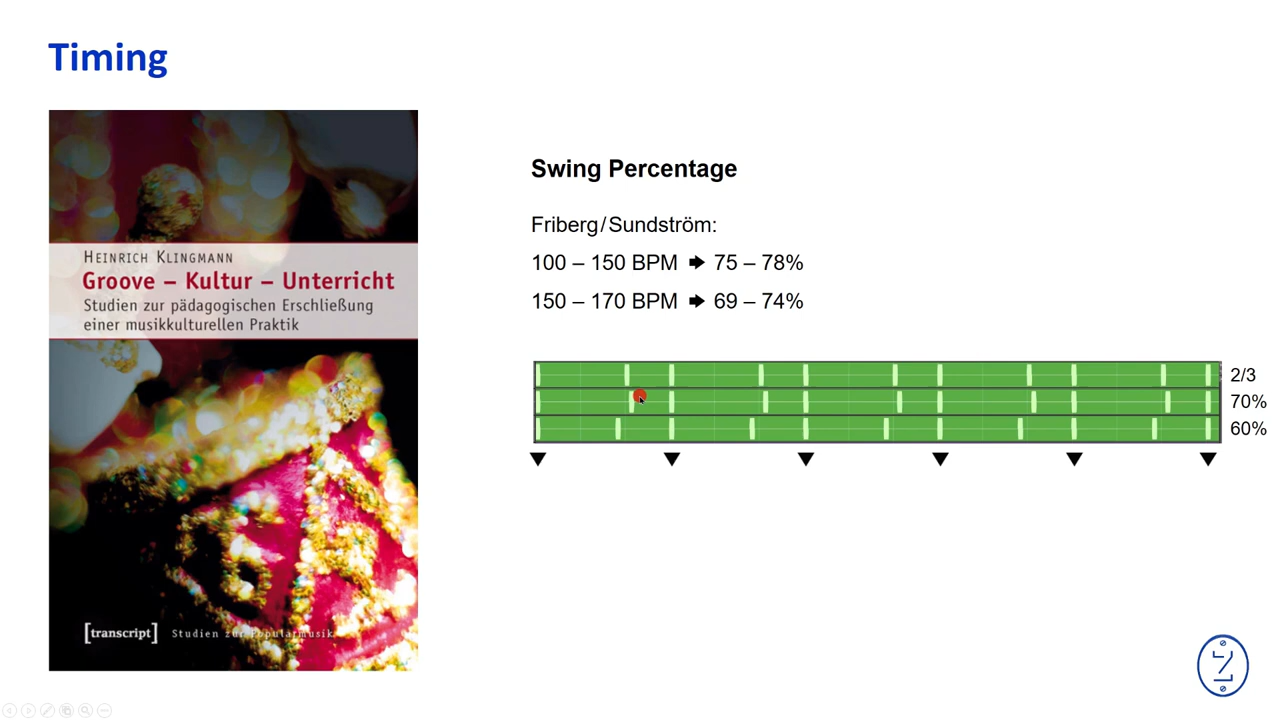 Timing
HEINRICH KLINGMANN
Groove – Kultur – Unterricht
Studien zur pädagogischen Erschließung
einer musikkulturellen Praktik
[transcript] Studien zur Popularmusik
Swing Percentage
Friberg/Sundström:
100 – 150 BPM 🡆 75 – 78%
150 – 170 BPM 🡆 69 – 74%
2/3
70%
60%